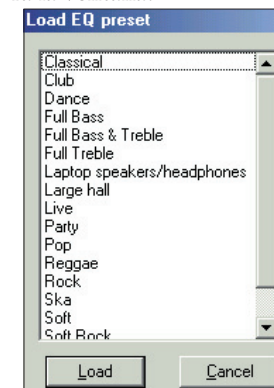 Load EQ preset
Classical
Club
Dance
Full Bass
Full Bass & Treble
Full Treble
Laptop speakers/headphones
Large hall
Live
Party
Pop
Reggae
Rock
Ska
Soft
Soft Rock
Load
Cancel